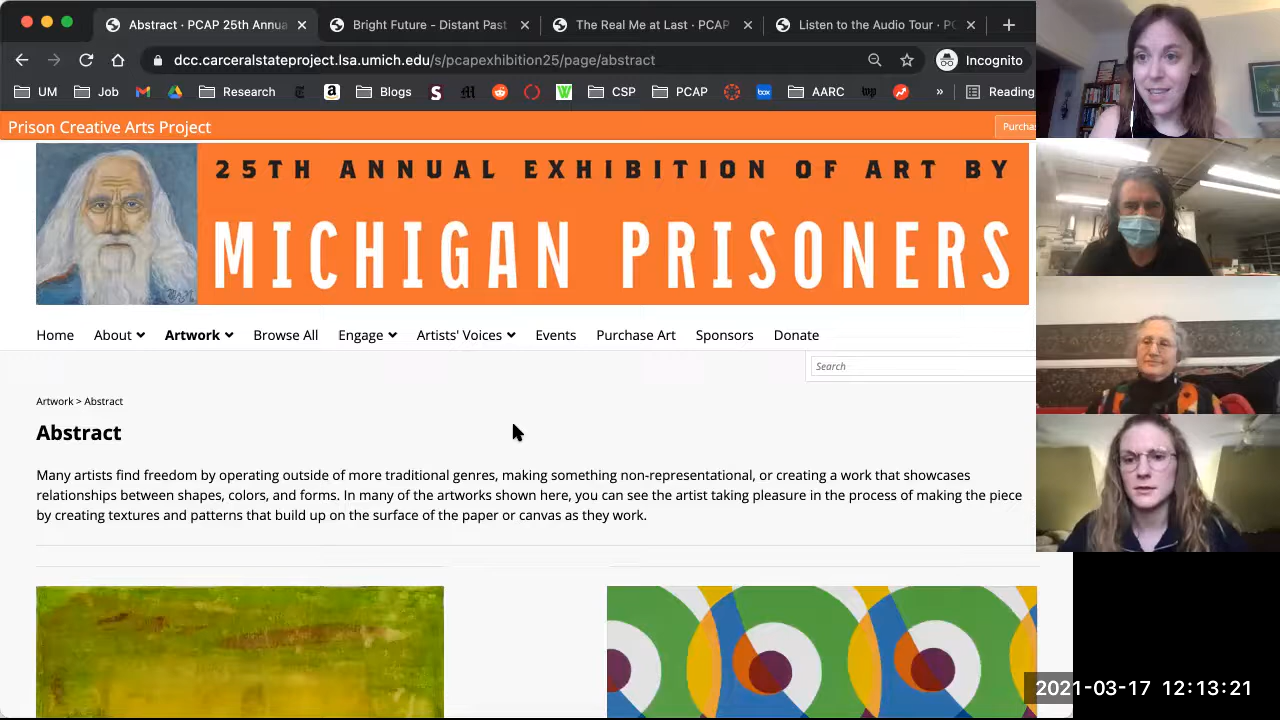 Abstract · PCAP 25th Annua
Bright Future - Distant Past
The Real Me at Last · PCAP
Listen to the Audio Tour · PC
dcc.carceralstateproject.lsa.umich.edu/s/pcapexhibition25/page/abstract
Incognito
UM
Job
Research
Blogs
CSP
PCAP
AARC
»
Reading
Prison Creative Arts Project
Purcha
25TH ANNUAL EXHIBITION OF ART BY
MICHIGAN PRISONERS
Home
About
Artwork
Browse All
Engage
Artists' Voices
Events
Purchase Art
Sponsors
Donate
Search
Artwork > Abstract
Abstract
Many artists find freedom by operating outside of more traditional genres, making something non-representational, or creating a work that showcases
relationships between shapes, colors, and forms. In many of the artworks shown here, you can see the artist taking pleasure in the process of making the piece
by creating textures and patterns that build up on the surface of the paper or canvas as they work.
2021-03-17 12:13:21